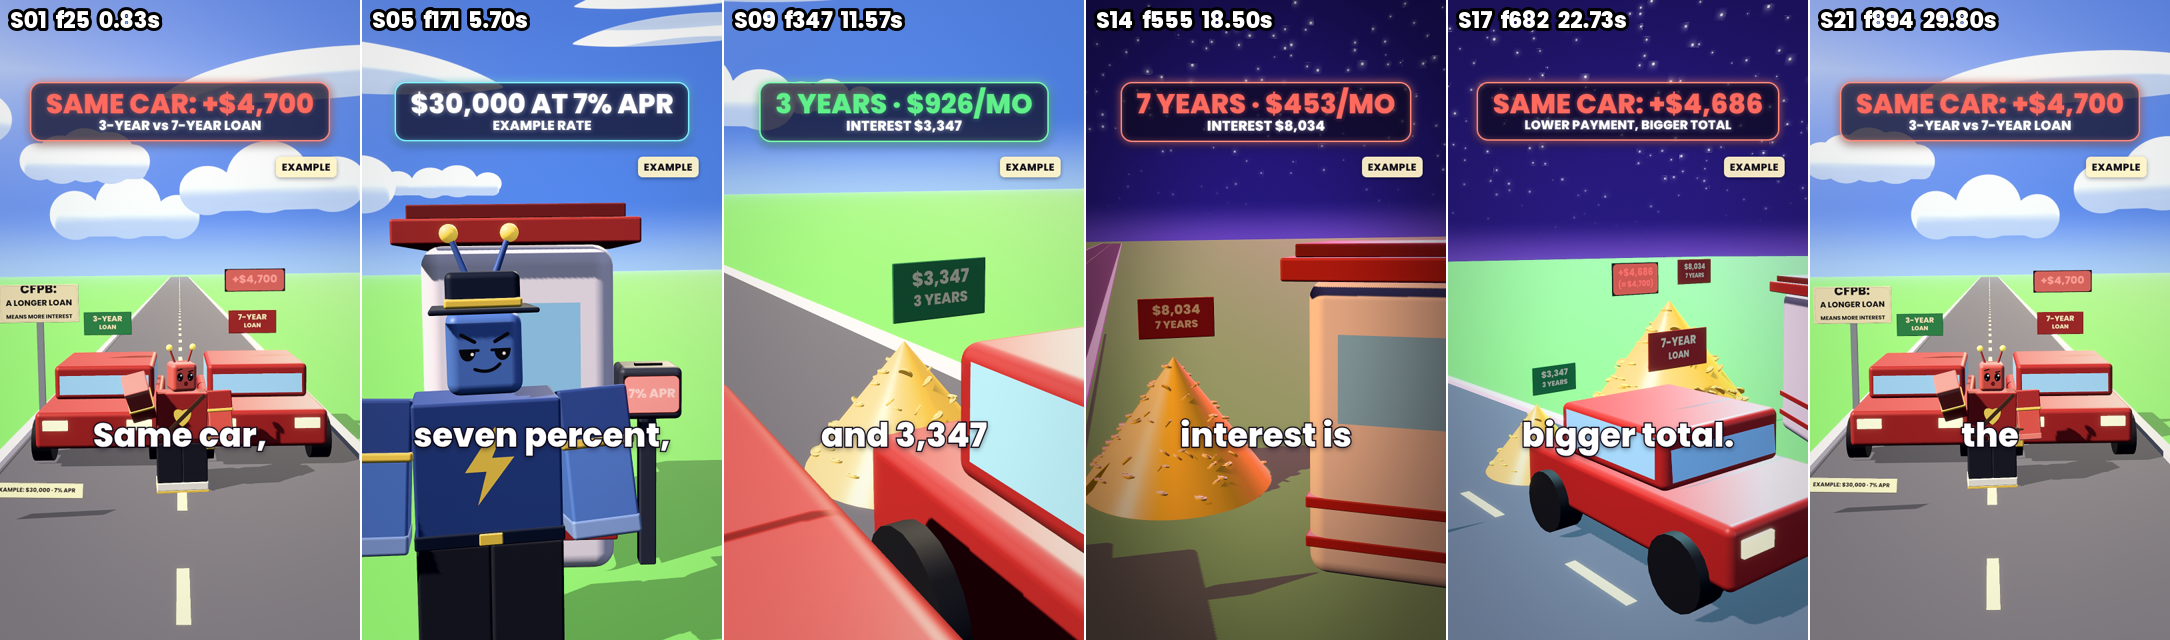 S01 f25 0.83s
SAME CAR: +$4,700
3-YEAR vs 7-YEAR LOAN
EXAMPLE
+$4,700
CFPB:
A LONGER LOAN
MEANS MORE INTEREST
3-YEAR
LOAN
7-YEAR
LOAN
Same car,
EXAMPLE: $30,000 · 7% APR
S05 f171 5.70s
$30,000 AT 7% APR
EXAMPLE RATE
EXAMPLE
7% APR
seven percent,
S09 f347 11.57s
3 YEARS · $926/MO
INTEREST $3,347
EXAMPLE
$3,347
3 YEARS
and 3,347
S14 f555 18.50s
7 YEARS · $453/MO
INTEREST $8,034
EXAMPLE
$8,034
7 YEARS
interest is
S17 f682 22.73s
SAME CAR: +$4,686
LOWER PAYMENT, BIGGER TOTAL
EXAMPLE
+$4,686
(≈ $4,700)
$8,034
7 YEARS
7-YEAR
LOAN
$3,347
3 YEARS
bigger total.
S21 f894 29.80s
SAME CAR: +$4,700
3-YEAR vs 7-YEAR LOAN
EXAMPLE
+$4,700
CFPB:
A LONGER LOAN
MEANS MORE INTEREST
3-YEAR
LOAN
7-YEAR
LOAN
the
EXAMPLE: $30,000 · 7% APR